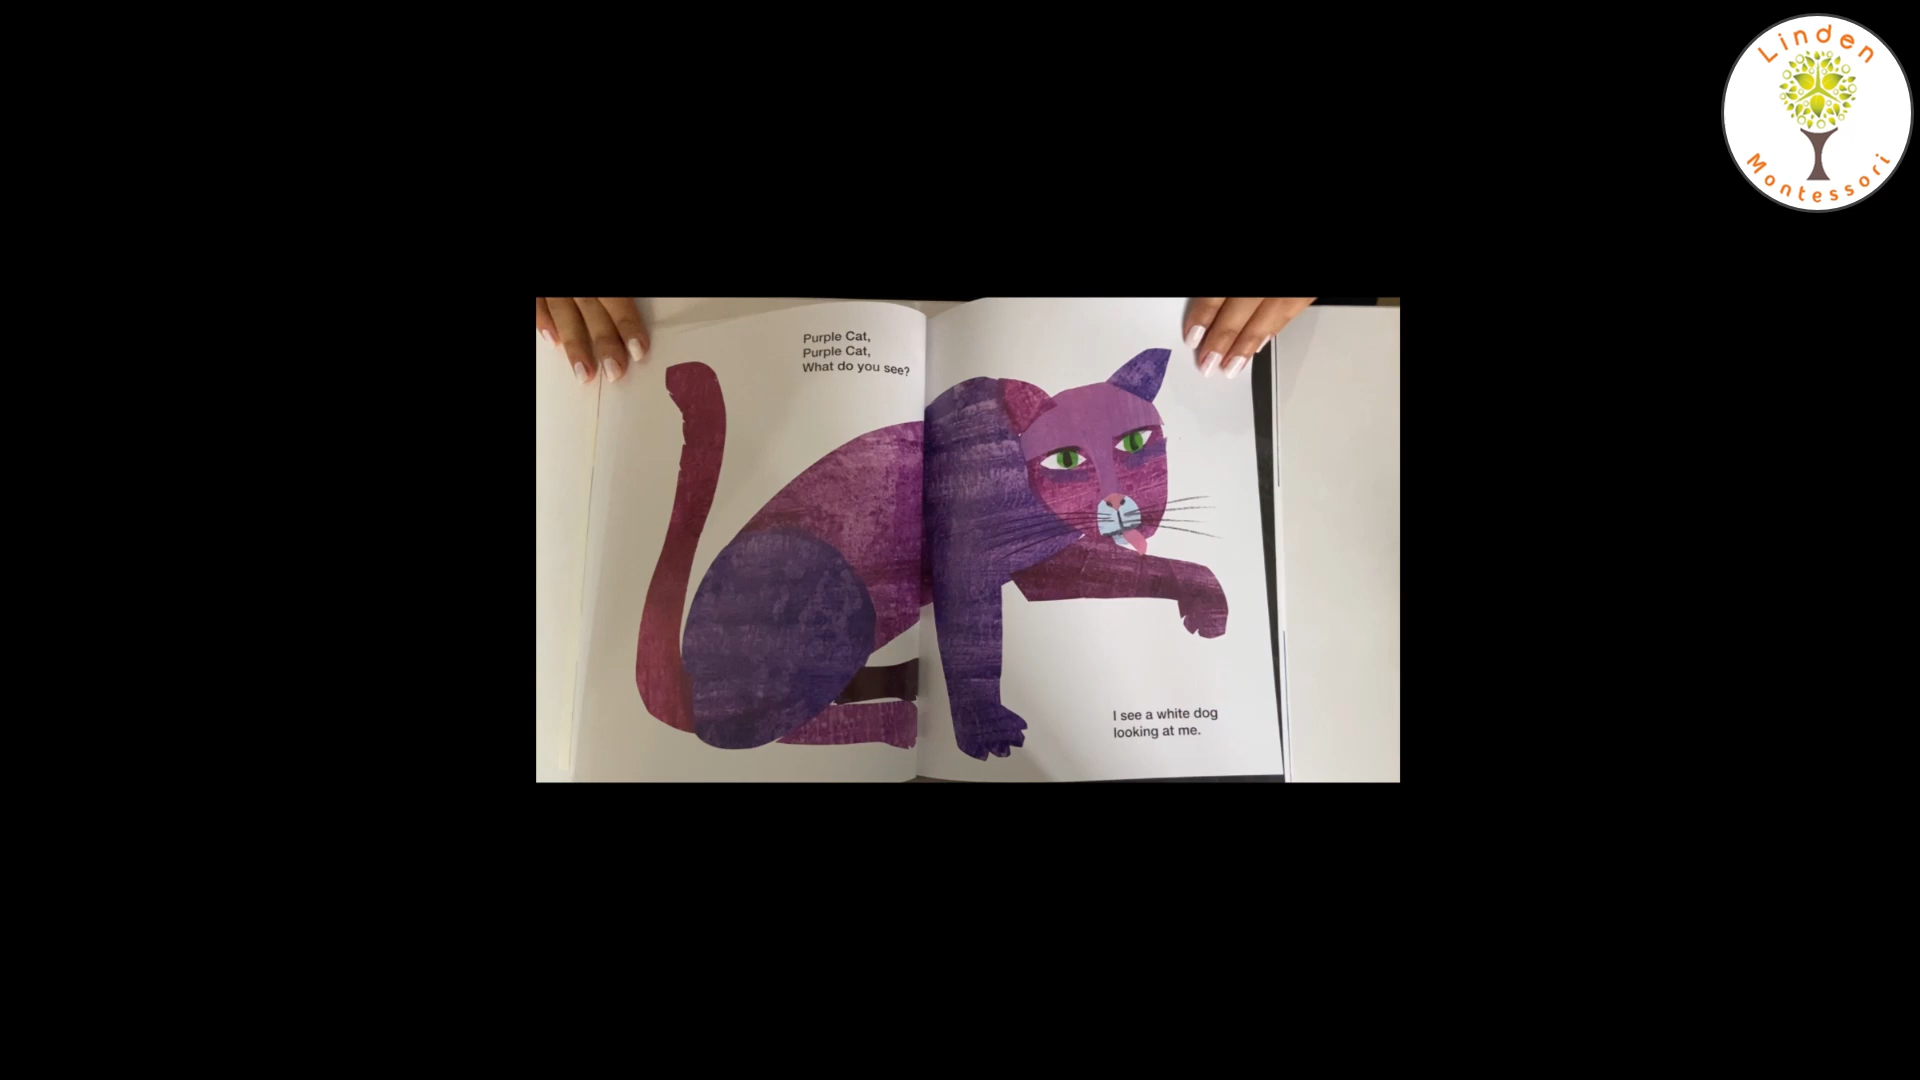 Linden
Montessori
Purple Cat,
Purple Cat,
What do you see?
I see a white dog
looking at me.